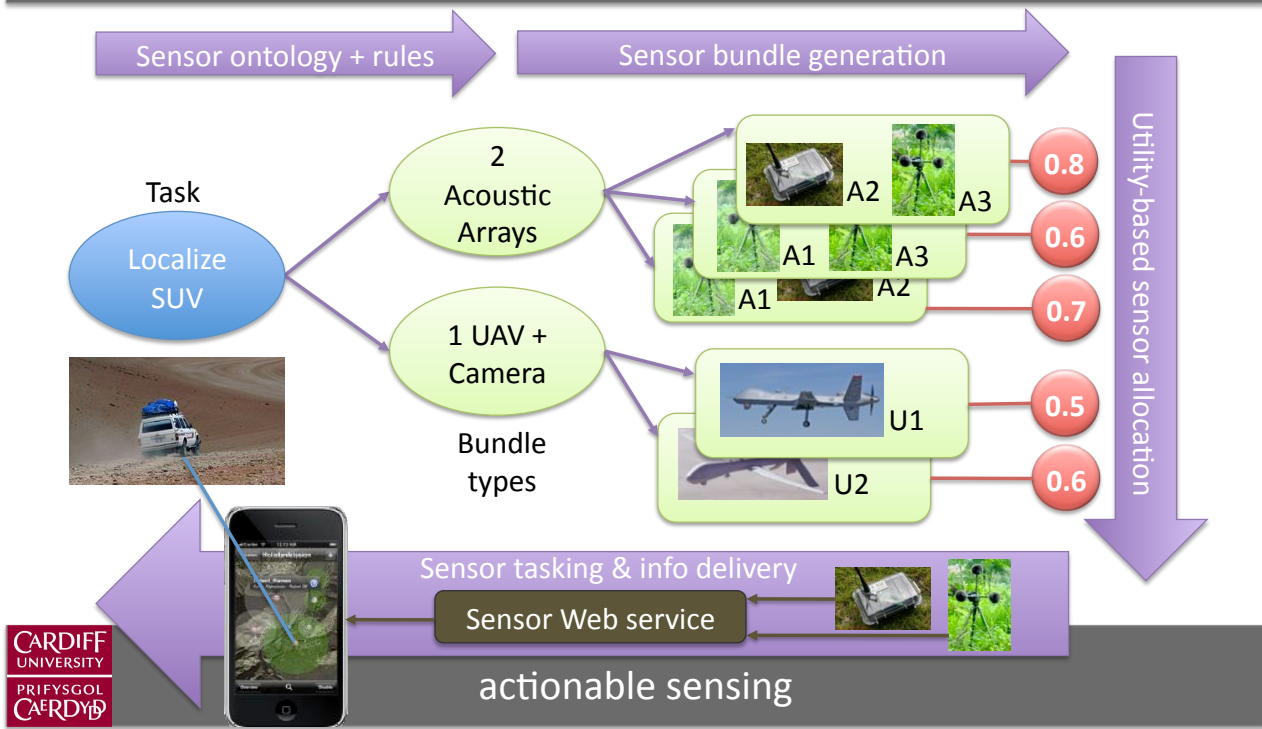 Sensor ontology + rules
Sensor bundle generation
Utility-based sensor allocation
Task
Localize
SUV
2
Acoustic
Arrays
1 UAV +
Camera
Bundle
types
A2
A3
0.8
A1
A3
0.6
A1
A2
0.7
U1
0.5
U2
0.6
Sensor tasking & info delivery
Sensor Web service
actionable sensing
CARDIFF
UNIVERSITY
PRIFYSGOL
CAERDYDD